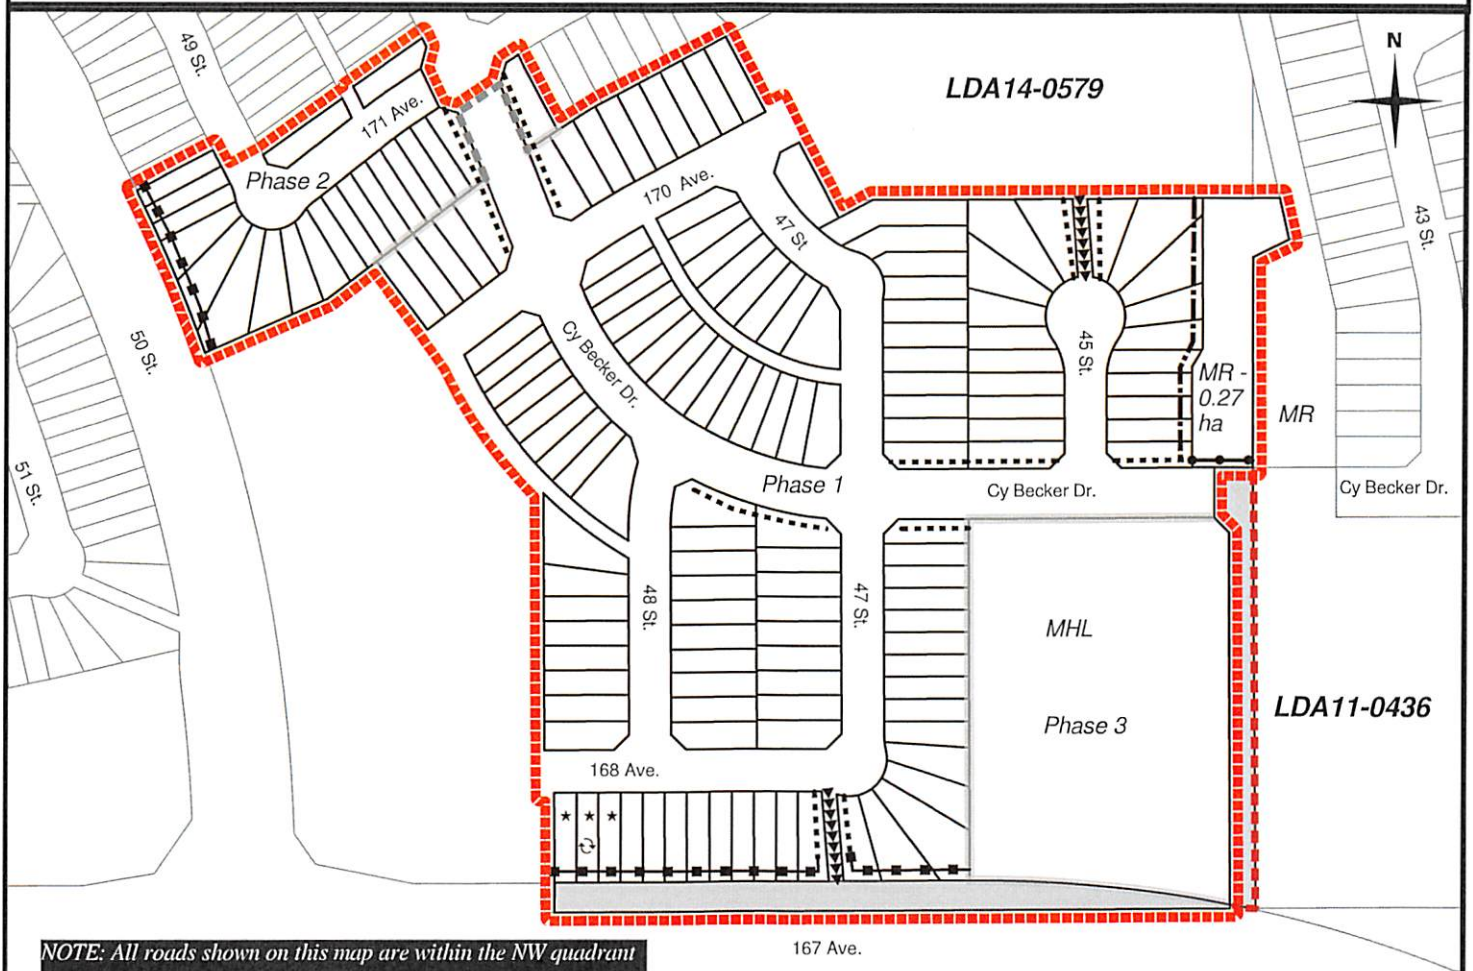 49 St.
N
LDA14-0579
171 Ave.
Phase 2
170 Ave.
47 St
43 St.
50 St.
Cy Becker Dr.
45 St.
MR -
0.27
ha
MR
51 St.
Phase 1
Cy Becker Dr.
Cy Becker Dr.
48 St.
47 St.
MHL
Phase 3
LDA11-0436
168 Ave.
167 Ave.
NOTE: All roads shown on this map are within the NW quadrant